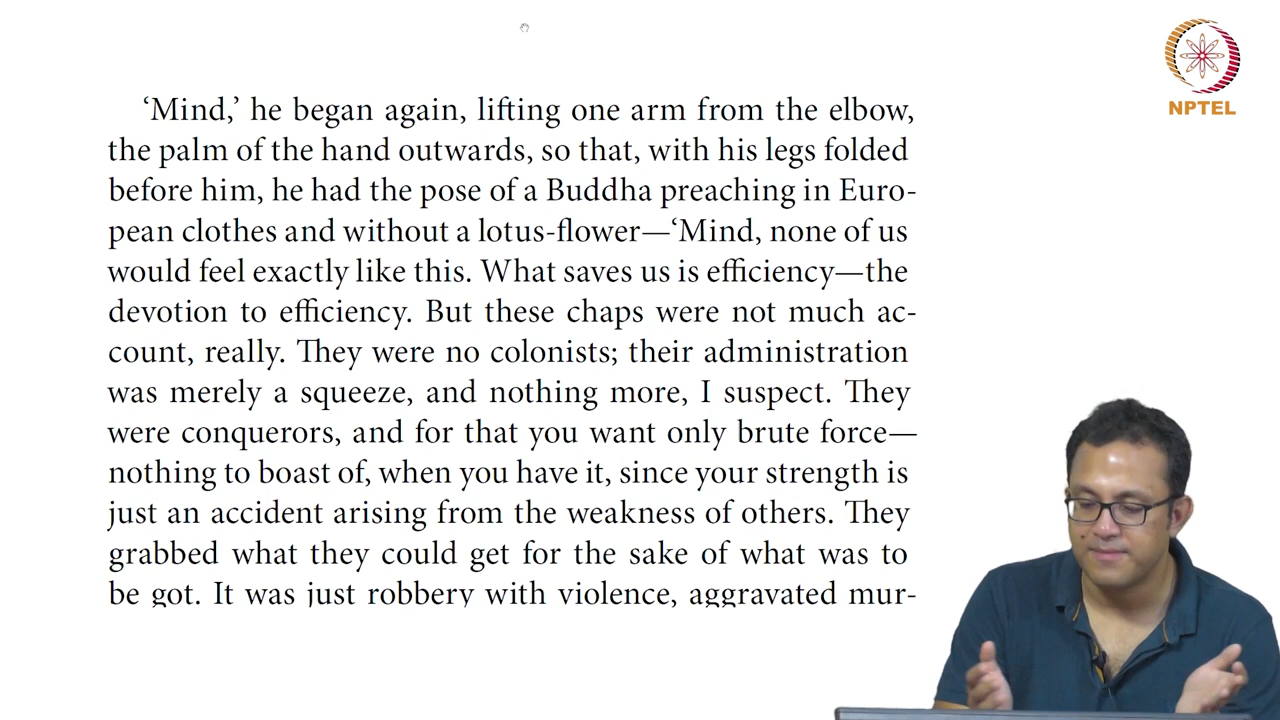 ‘Mind,’ he began again, lifting one arm from the elbow,
the palm of the hand outwards, so that, with his legs folded
before him, he had the pose of a Buddha preaching in Euro-
pean clothes and without a lotus-flower—‘Mind, none of us
would feel exactly like this. What saves us is efficiency—the
devotion to efficiency. But these chaps were not much ac-
count, really. They were no colonists; their administration
was merely a squeeze, and nothing more, I suspect. They
were conquerors, and for that you want only brute force—
nothing to boast of, when you have it, since your strength is
just an accident arising from the weakness of others. They
grabbed what they could get for the sake of what was to
be got. It was just robbery with violence, aggravated mur-
NPTEL